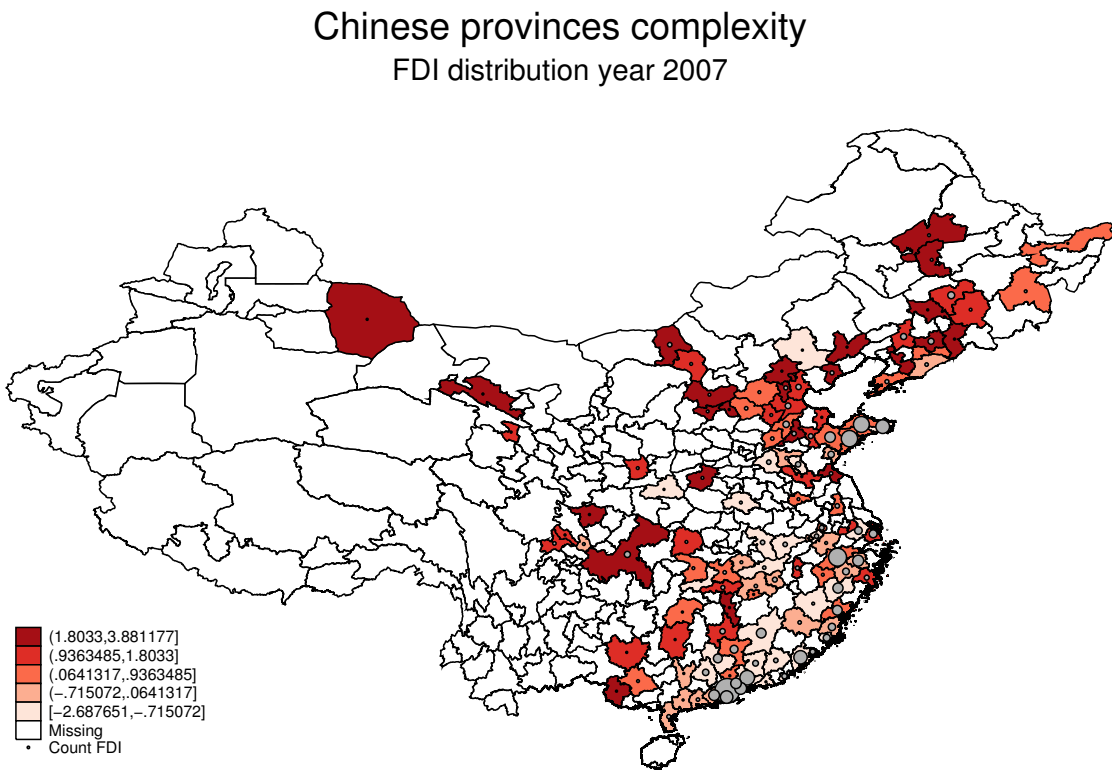 Chinese provinces complexity
FDI distribution year 2007
(1.8033,3.881177]
(.9363485,1.8033]
(.0641317,.9363485]
(−.715072,.0641317]
[−2.687651,−.715072]
Missing
Count FDI